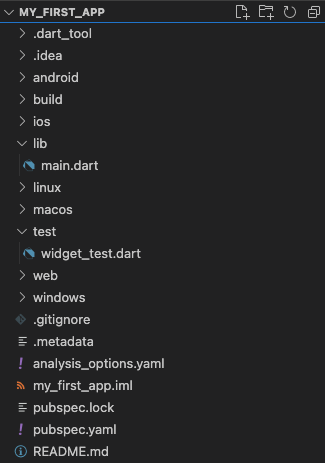 MY_FIRST_APP
.dart_tool
.idea
android
build
ios
lib
main.dart
linux
macos
test
widget_test.dart
web
windows
.gitignore
.metadata
analysis_options.yaml
my_first_app.iml
pubspec.lock
pubspec.yaml
README.md